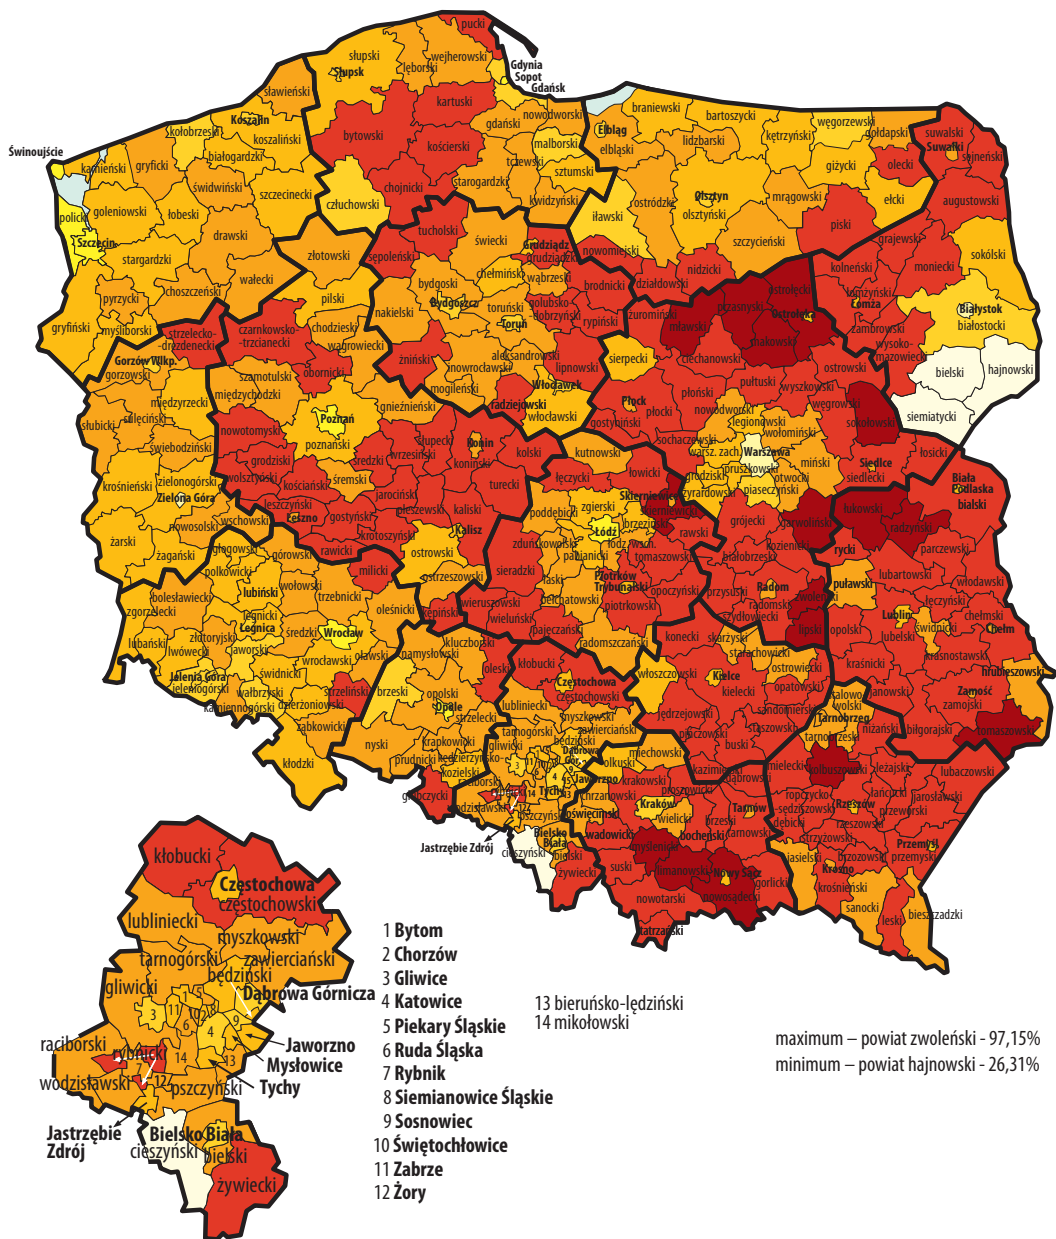 pucki
słupski
wejherowski
Słupsk
lęborski
Gdynia
Sopot
Gdańsk
sławieński
kartuski
nowodworski
braniewski
bartoszycki
węgorzewski
Koszalin
kołobrzeski
koszaliński
bytowski
gdański
kościerski
malborski
Elbląg
elbląski
lidzbarski
kętrzyński
gołdapski
suwalski
Suwałki
sejneński
Świnoujście
kamieński
gryficki
białogardzki
tczewski
sztumski
giżycki
olecki
świdwiński
szczecinecki
chojnicki
starogardzki
kwidzyński
Olsztyn
mrągowski
ełcki
augustowski
policki
goleniowski
łobeski
człuchowski
iławski
ostródzki
olsztyński
Szczecin
stargardzki
drawski
tucholski
świecki
Grudziądz
grudziądzki
nowomiejski
szczycieński
piski
grajewski
sokólski
wałecki
złotowski
sępoleński
chełmiński
wąbrzeski
brodnicki
działdowski
nidzicki
kolneński
moniecki
pyrzycki
choszczeński
pilski
bydgoski
Bydgoszcz
toruński
Toruń
golubsko-
dobrzyński
rypiński
żuromiński
mławski
przasnyski
ostrołęcki
Ostrołęka
łomżyński
Łomża
Białystok
białostocki
gryfiński
myśliborski
strzelecko-
drezdenecki
czarnkowsko-
trzcianecki
chodzieski
wągrowiecki
nakielski
żniński
aleksandrowski
inowrocławski
lipnowski
sierpecki
ciechanowski
makowski
zambrowski
wysoko-
mazowiecki
Gorzów Wlkp.
gorzowski
szamotulski
obornicki
mogileński
Włocławek
radziejowski
włocławski
płoński
pułtuski
wyszkowski
ostrowski
bielski
hajnowski
międzyrzecki
międzychodzki
gnieźnieński
Płock
płocki
nowodworski
legionowski
wołomiński
węgrowski
sokołowski
siemiatycki
słubicki
sulęciński
świebodziński
nowotomyski
Poznań
poznański
słupecki
wrzesiński
Konin
koniński
kolski
gostybiński
sochaczewski
warsz. zach.
Warszawa
pruszkowski
miński
Siedlce
siedlecki
łosicki
grodziski
średzki
śremski
kutnowski
łowicki
grodziski
otwocki
krośnieński
zielonogórski
Zielona Góra
wolsztyński
kościański
jarociński
turecki
łęczycki
Skierniewice
skierniewicki
żyrardowski
piaseczyński
Biała
Podlaska
bialski
nowosolski
wschowski
leszczyński
Leszno
gostyński
pleszewski
kaliski
Kalisz
poddębicki
zgierski
Łódź
brzeziński
łódz. wsch.
rawski
grójecki
garwoliński
łukowski
radzyński
żarski
żagański
głogowski
górowski
rawicki
krotoszyński
ostrowski
zduńskowolski
pabianicki
tomaszowski
białobrzeski
kozienicki
rycki
parczewski
polkowicki
lubiński
wołowski
milicki
ostrzeszowski
sieradzki
łaski
Piotrków
Trybunalski
opoczyński
przysuski
Radom
radomski
zwoleński
puławski
lubartowski
włodawski
bolesławiecki
trzebnicki
kępiński
wieruszowski
bełchatowski
piotrkowski
szydłowiecki
lipski
łęczyński
zgorzelecki
legnicki
Legnica
średzki
oleśnicki
wieluński
pajęczański
radomszczański
konecki
skarżyski
opolski
Lublin
lubelski
świdnicki
chełmski
Chełm
lubański
złotoryjski
lwówecki
jaworski
Wrocław
wrocławski
oławski
kluczborski
namysłowski
starachowicki
krasnostawski
Jelenia Góra
jeleniogórski
świdnicki
wałbrzyski
oleski
kłobucki
włoszczowski
Kielce
kielecki
ostrowiecki
opatowski
kraśnicki
hrubieszowski
kamiennogórski
dzierżoniowski
strzeliński
brzeski
opolski
Opole
lubliniecki
Częstochowa
częstochowski
jędrzejowski
sandomierski
stalowo-
wolski
janowski
Zamość
zamojski
ząbkowicki
strzelecki
myszkowski
zawierciański
pińczowski
staszowski
Tarnobrzeg
tarnobrzeski
niżański
biłgorajski
tomaszowski
kłodzki
nyski
prudnicki
krapkowicki
kędzierzyńsko-
kozielski
tarnogórski
gliwicki
będziński
Dąbrowa
Gór.
olkuski
miechowski
buski
kazimierski
mielecki
kolbuszowski
leżajski
lubaczowski
głubczycki
raciborski
rybnicki
Jaworzno
Tychy
chrzanowski
krakowski
proszowicki
dąbrowski
ropczycko-
sędziszowski
łańcucki
jarosławski
wodzisławski
pszczyński
oświęcimski
Kraków
wielicki
Tarnów
dębicki
Rzeszów
rzeszowski
przeworski
Jastrzębie Zdrój
Bielsko
Biała
wadowicki
bocheński
brzeski
tarnowski
strzyżowski
Przemyśl
przemyski
cieszyński
bielski
myślenicki
jasielski
Krosno
brzozowski
żywiecki
suski
limanowski
Nowy Sącz
nowosądecki
gorlicki
krośnieński
sanocki
bieszczadzki
nowotarski
leski
tatrzański
kłobucki
Częstochowa
częstochowski
lubliniecki
myszkowski
tarnogórski
zawierciański
będziński
gliwicki
Dąbrowa Górnicza
raciborski
rybnicki
Jaworzno
Mysłowice
Tychy
wodzisławski
pszczyński
Jastrzębie
Zdrój
Bielsko Biała
cieszyński
bielski
żywiecki
1 Bytom
2 Chorzów
3 Gliwice
4 Katowice
5 Piekary Śląskie
6 Ruda Śląska
7 Rybnik
8 Siemianowice Śląskie
9 Sosnowiec
10 Świętochłowice
11 Zabrze
12 Żory
13 bieruńsko-lędziński
14 mikołowski
maximum – powiat zwoleński - 97,15%
minimum – powiat hajnowski - 26,31%